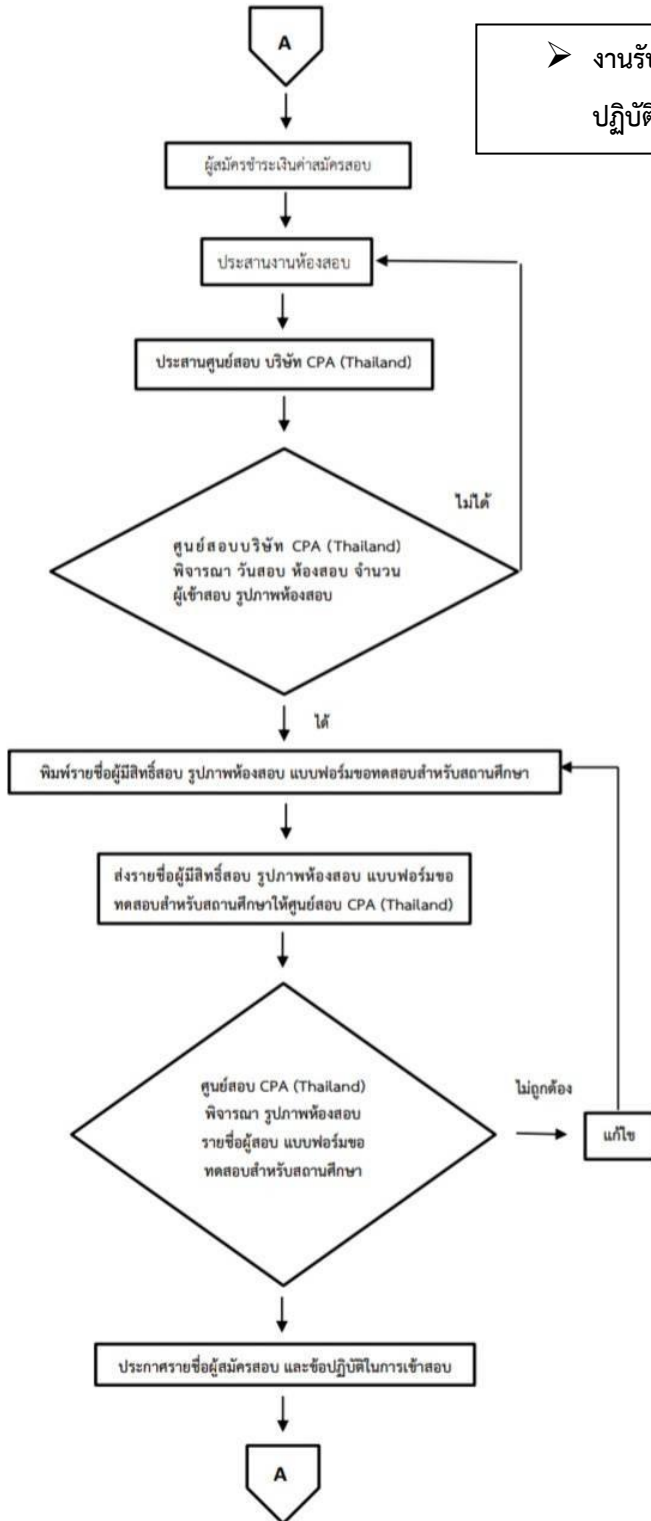 A
➢ งานรับ
ปฏิบัติ
ผู้สมัครชำระเงินค่าสมัครสอบ
ประสานงานห้องสอบ
ประสานศูนย์สอบ บริษัท CPA (Thailand)
ไม่ได้
ศูนย์สอบบริษัท CPA (Thailand)
พิจารณา วันสอบ ห้องสอบ จำนวน
ผู้เข้าสอบ รูปภาพห้องสอบ
ได้
พิมพ์รายชื่อผู้มีสิทธิ์สอบ รูปภาพห้องสอบ แบบฟอร์มขอทดสอบสำหรับสถานศึกษา
ส่งรายชื่อผู้มีสิทธิ์สอบ รูปภาพห้องสอบ แบบฟอร์มขอ
ทดสอบสำหรับสถานศึกษาให้ศูนย์สอบ CPA (Thailand)
ศูนย์สอบ CPA (Thailand)
พิจารณา รูปภาพห้องสอบ
รายชื่อผู้สอบ แบบฟอร์มขอ
ทดสอบสำหรับสถานศึกษา
ไม่ถูกต้อง
แก้ไข
ประกาศรายชื่อผู้สมัครสอบ และข้อปฏิบัติในการเข้าสอบ
A